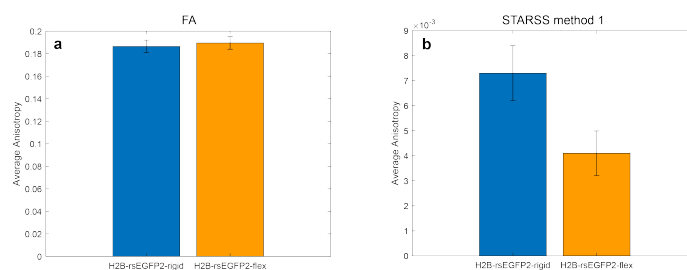 FA
a
0.2
0.18
0.16
0.14
0.12
0.1
0.08
0.06
0.04
0.02
0
Average Anisotropy
H2B-rsEGFP2-rigid H2B-rsEGFP2-flex
STARSS method 1
× 10⁻³
b
9
8
7
6
5
4
3
2
1
0
Average Anisotropy
H2B-rsEGFP2-rigid H2B-rsEGFP2-flex